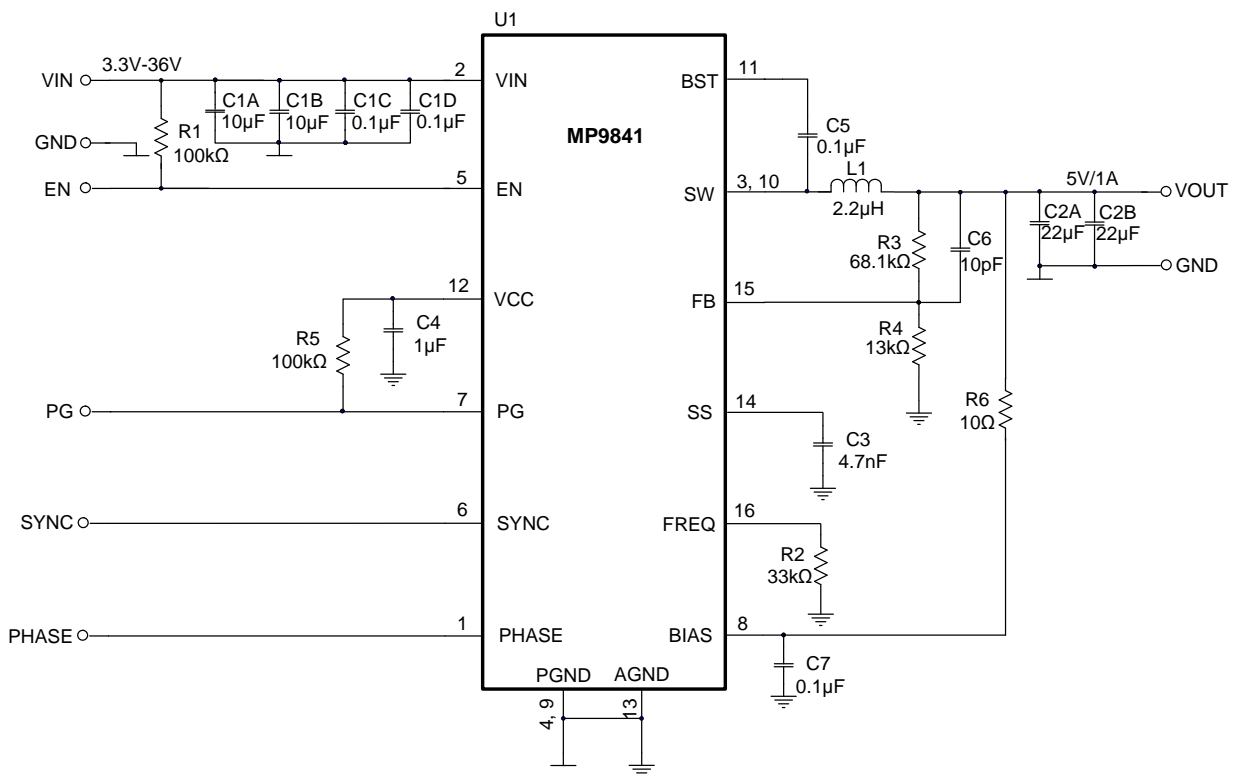 U1
MP9841
VIN
3.3V-36V
2
VIN
C1A
10µF
C1B
10µF
C1C
0.1µF
C1D
0.1µF
R1
100kΩ
GND
EN
5
EN
12
VCC
R5
100kΩ
C4
1µF
PG
7
PG
SYNC
6
SYNC
PHASE
1
PHASE
PGND
AGND
4, 9
13
BST
11
C5
0.1µF
SW
3, 10
L1
2.2µH
5V/1A
VOUT
C2A
22µF
C2B
22µF
GND
R3
68.1kΩ
C6
10pF
FB
15
R4
13kΩ
SS
14
C3
4.7nF
R6
10Ω
FREQ
16
R2
33kΩ
BIAS
8
C7
0.1µF